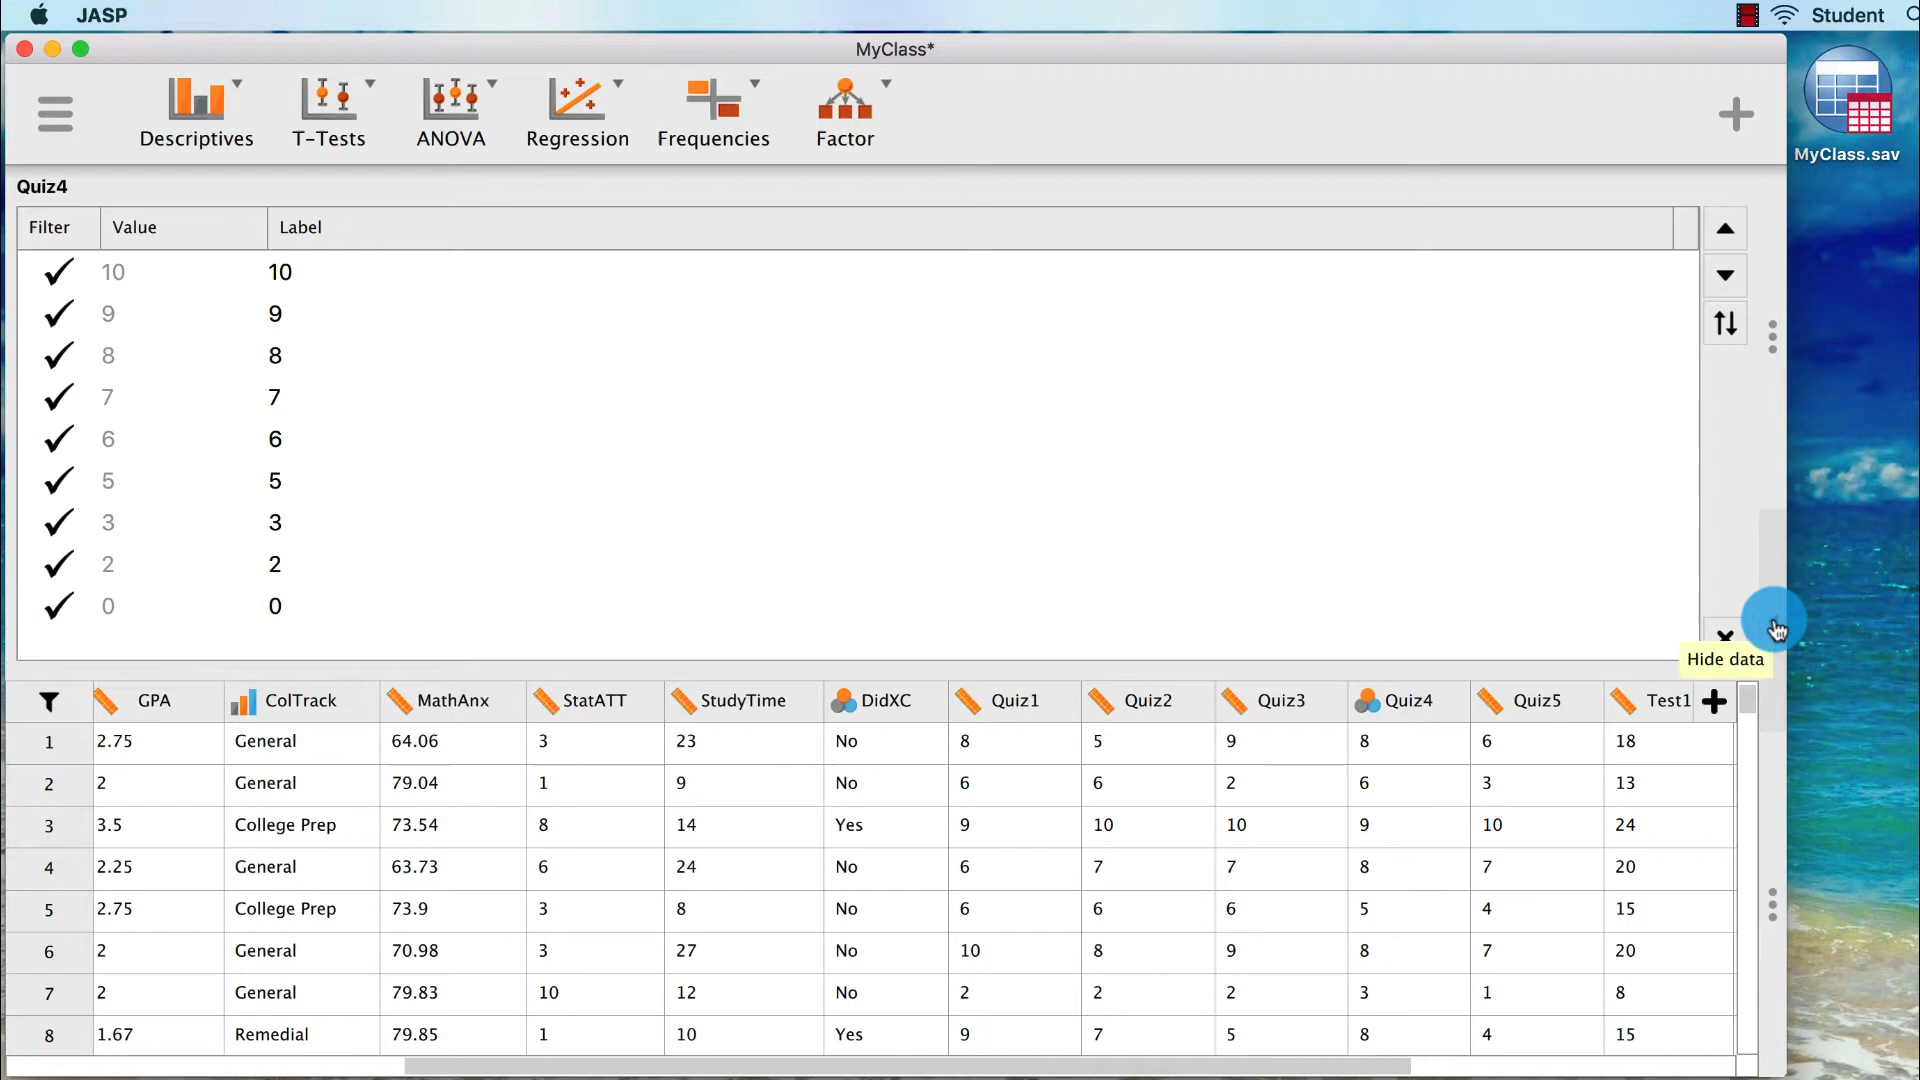 JASP
Student
MyClass*
MyClass.sav
Descriptives T-Tests ANOVA Regression Frequencies Factor
Quiz4
Filter Value Label
10 10
9 9
8 8
7 7
6 6
5 5
3 3
2 2
0 0
Hide data
GPA ColTrack MathAnx StatATT StudyTime DidXC Quiz1 Quiz2 Quiz3 Quiz4 Quiz5 Test1
1 2.75 General 64.06 3 23 No 8 5 9 8 6 18
2 2 General 79.04 1 9 No 6 6 2 6 3 13
3 3.5 College Prep 73.54 8 14 Yes 9 10 10 9 10 24
4 2.25 General 63.73 6 24 No 6 7 7 8 7 20
5 2.75 College Prep 73.9 3 8 No 6 6 6 5 4 15
6 2 General 70.98 3 27 No 10 8 9 8 7 20
7 2 General 79.83 10 12 No 2 2 2 3 1 8
8 1.67 Remedial 79.85 1 10 Yes 9 7 5 8 4 15